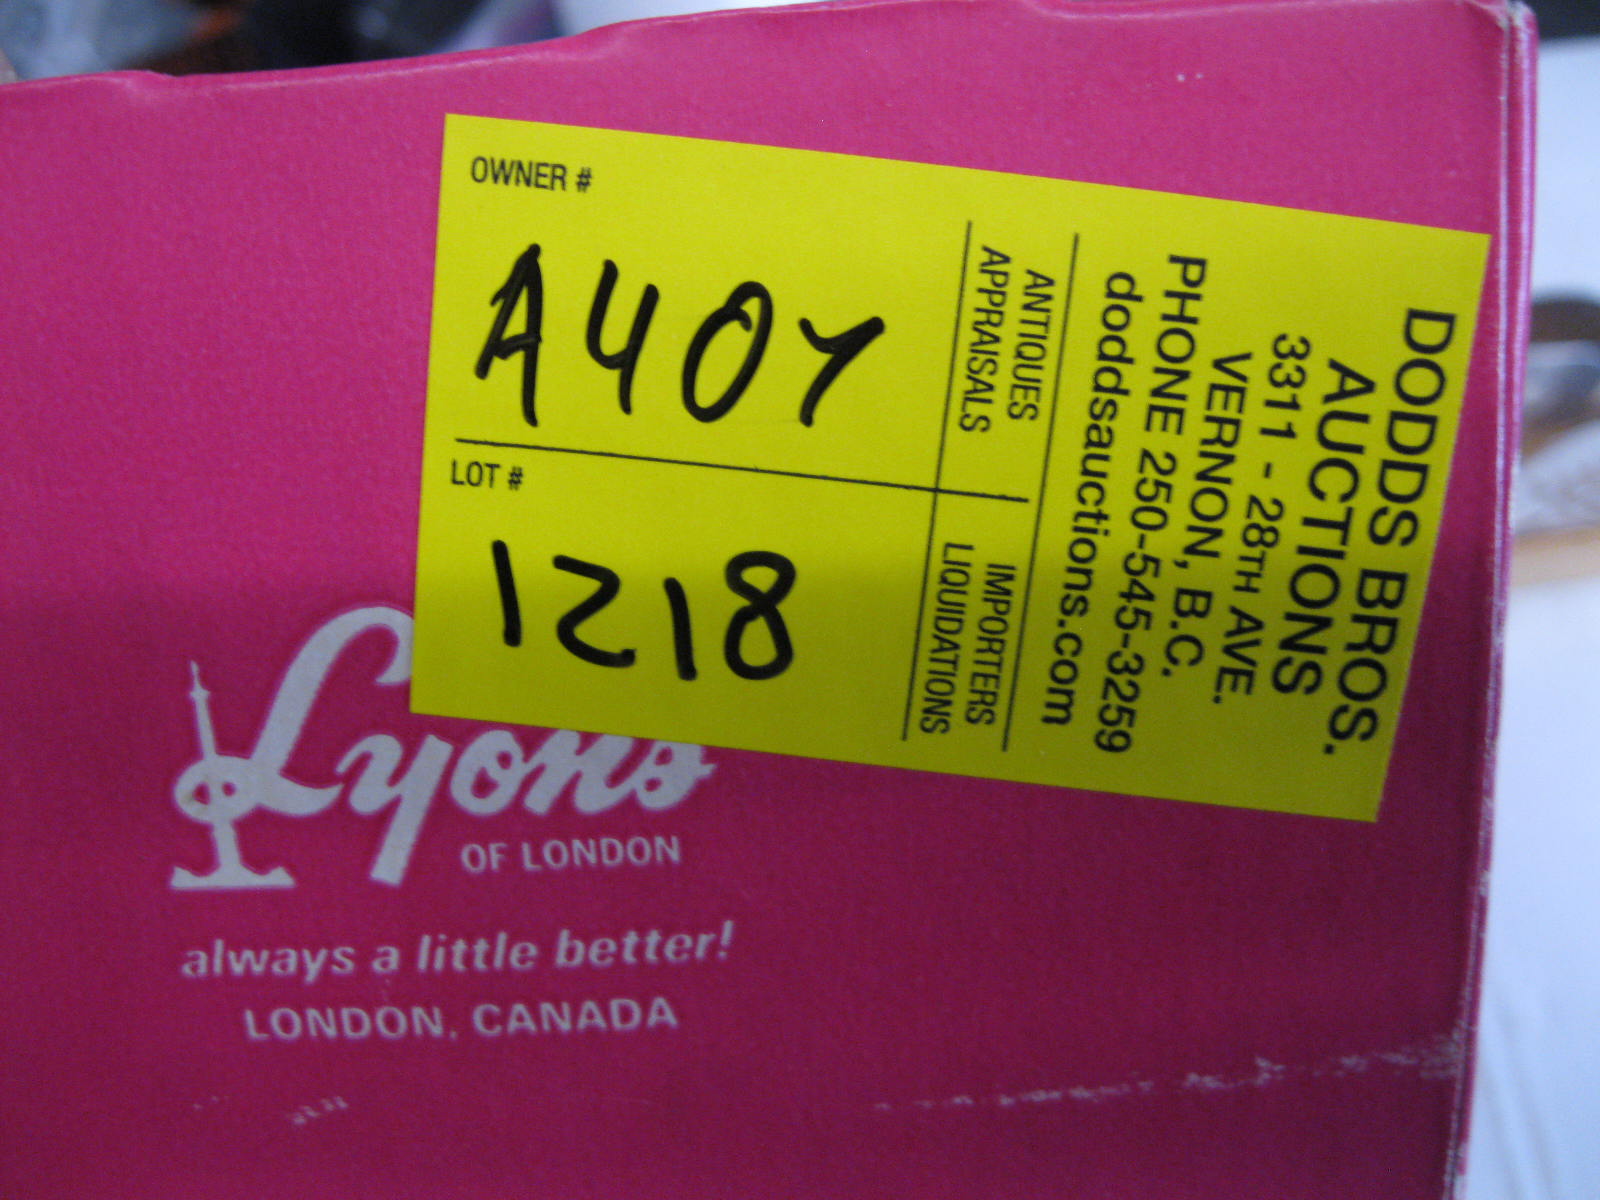 OWNER #
A40Y
LOT #
1218
ANTIQUES
APPRAISALS
IMPORTERS
LIQUIDATIONS
DODDS BROS.
AUCTIONS
3311 - 28TH AVE.
VERNON, B.C.
PHONE 250-545-3259
doddsauctions.com
Lyons
OF LONDON
always a little better!
LONDON, CANADA